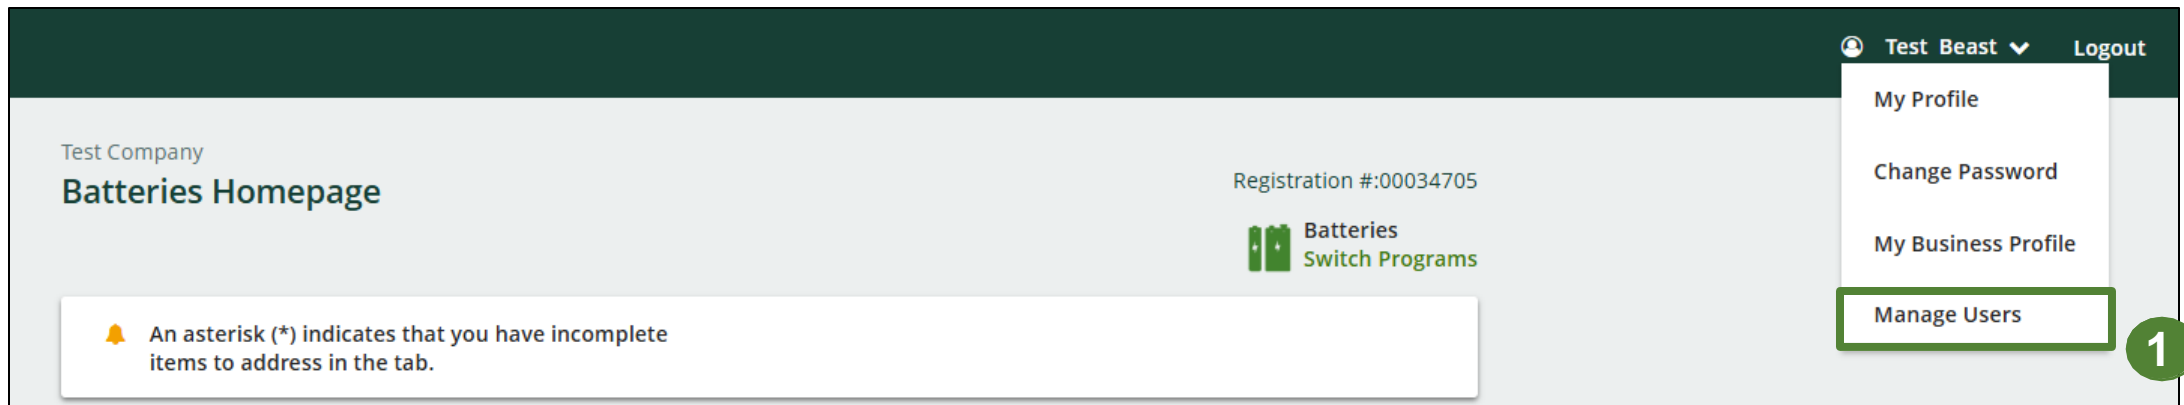 Test Beast
Logout
My Profile
Change Password
My Business Profile
Manage Users
1
Test Company
Batteries Homepage
Registration #:00034705
Batteries
Switch Programs
An asterisk (*) indicates that you have incomplete
items to address in the tab.